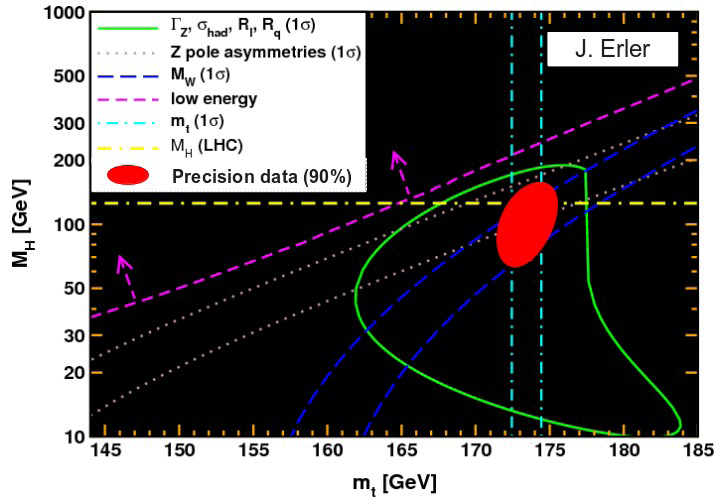 1000
500
300
200
100
50
30
20
10
M_H [GeV]
Γ_Z, σ_had, R_l, R_q (1σ)
Z pole asymmetries (1σ)
M_W (1σ)
low energy
m_t (1σ)
M_H (LHC)
Precision data (90%)
J. Erler
145 150 155 160 165 170 175 180 185
m_t [GeV]